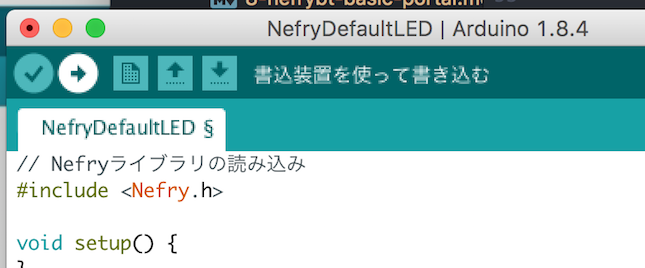 NefryDefaultLED | Arduino 1.8.4
書込装置を使って書き込む
NefryDefaultLED §
// Nefryライブラリの読み込み
#include <Nefry.h>
void setup() {